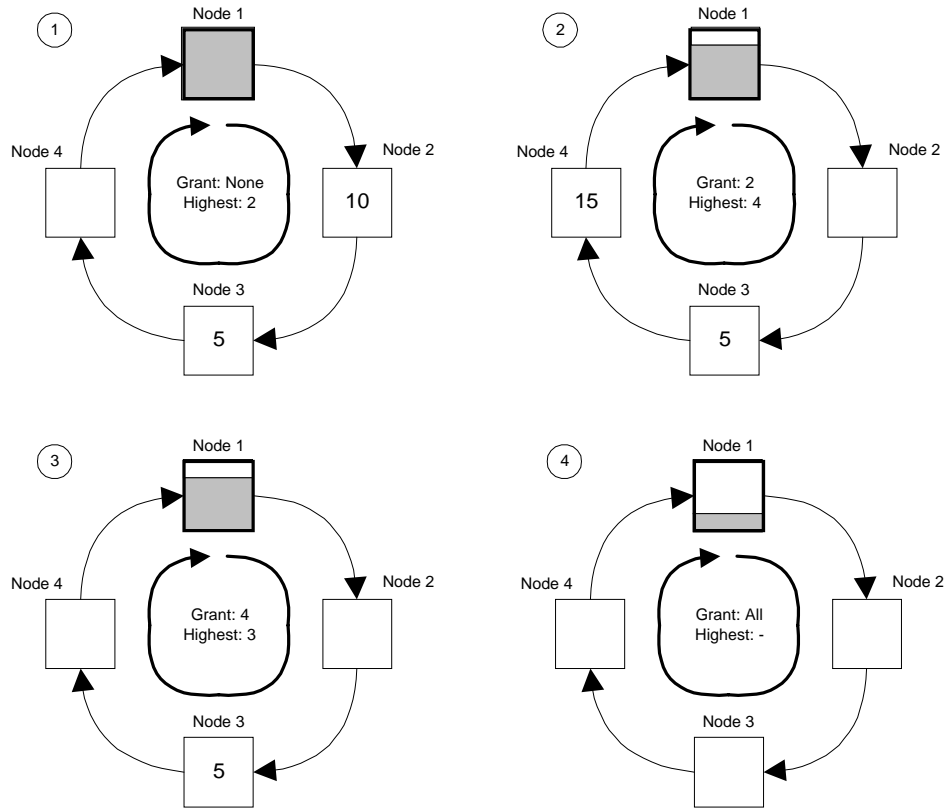 1
Node 1
Node 4
Node 2
Grant: None
Highest: 2
10
Node 3
5
2
Node 1
Node 4
Node 2
15
Grant: 2
Highest: 4
Node 3
5
3
Node 1
Node 4
Node 2
Grant: 4
Highest: 3
Node 3
5
4
Node 1
Node 4
Node 2
Grant: All
Highest: -
Node 3